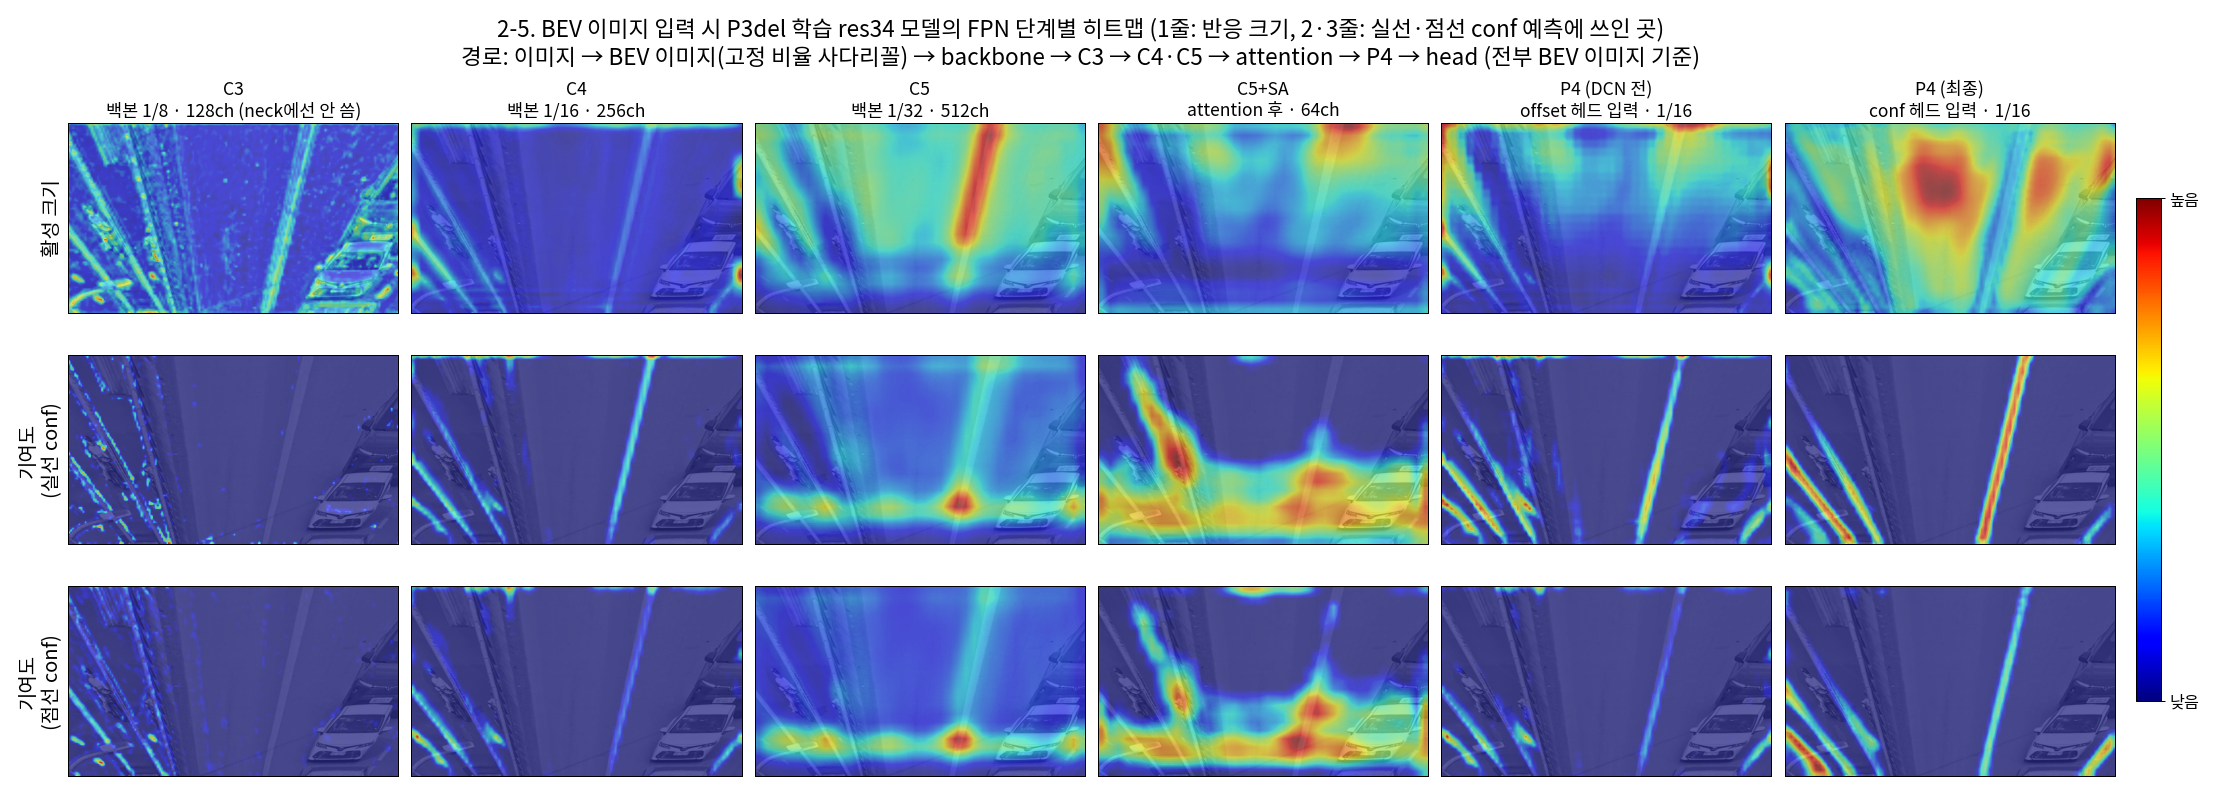 2-5. BEV 이미지 입력 시 P3del 학습 res34 모델의 FPN 단계별 히트맵 (1줄: 반응 크기, 2·3줄: 실선·점선 conf 예측에 쓰인 곳)
경로: 이미지 → BEV 이미지(고정 비율 사다리꼴) → backbone → C3 → C4·C5 → attention → P4 → head (전부 BEV 이미지 기준)
C3
백본 1/8 · 128ch (neck에선 안 씀)
C4
백본 1/16 · 256ch
C5
백본 1/32 · 512ch
C5+SA
attention 후 · 64ch
P4 (DCN 전)
offset 헤드 입력 · 1/16
P4 (최종)
conf 헤드 입력 · 1/16
활성 크기
기여도
(실선 conf)
기여도
(점선 conf)
높음
낮음